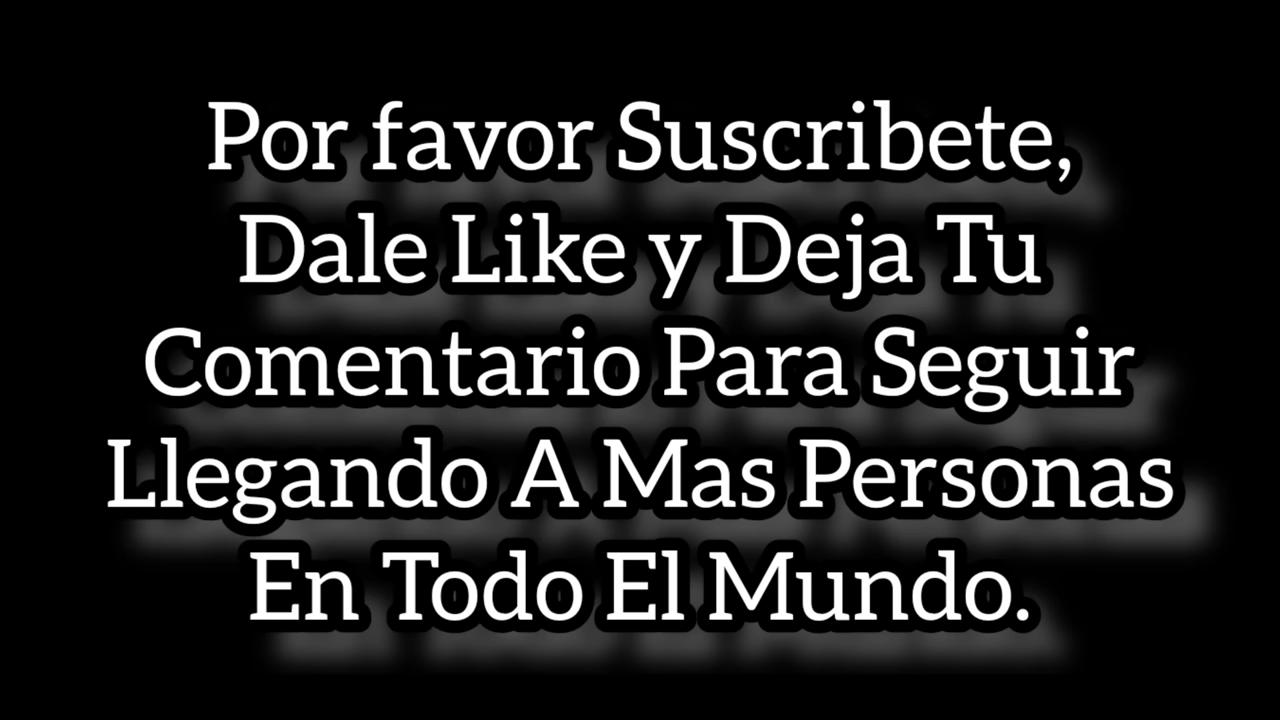 Por favor Suscribete,
Dale Like y Deja Tu
Comentario Para Seguir
Llegando A Mas Personas
En Todo El Mundo.